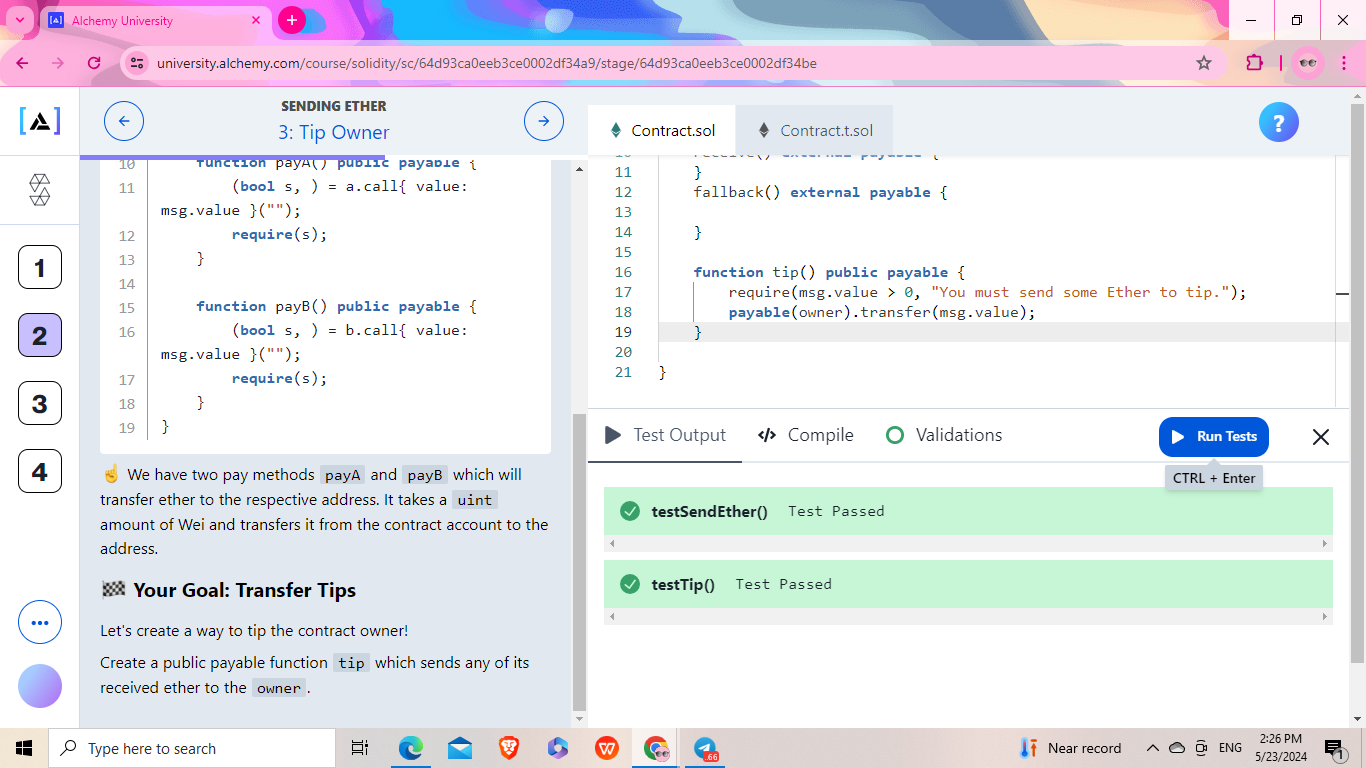 Alchemy University
university.alchemy.com/course/solidity/sc/64d93ca0eeb3ce0002df34a9/stage/64d93ca0eeb3ce0002df34be
SENDING ETHER
3: Tip Owner
1
2
3
4
10 function payA() public payable {
11 (bool s, ) = a.call{ value:
msg.value }("");
12 require(s);
13 }
14
15 function payB() public payable {
16 (bool s, ) = b.call{ value:
msg.value }("");
17 require(s);
18 }
19 }
☝ We have two pay methods payA and payB which will
transfer ether to the respective address. It takes a uint
amount of Wei and transfers it from the contract account to the
address.
🏁 Your Goal: Transfer Tips
Let's create a way to tip the contract owner!
Create a public payable function tip which sends any of its
received ether to the owner .
Contract.sol
Contract.t.sol
?
10 receive() external payable {
11 }
12 fallback() external payable {
13
14 }
15
16 function tip() public payable {
17 require(msg.value > 0, "You must send some Ether to tip.");
18 payable(owner).transfer(msg.value);
19 }
20
21 }
Test Output
Compile
Validations
Run Tests
CTRL + Enter
testSendEther() Test Passed
testTip() Test Passed
Type here to search
.66
Near record
ENG
2:26 PM
5/23/2024
1